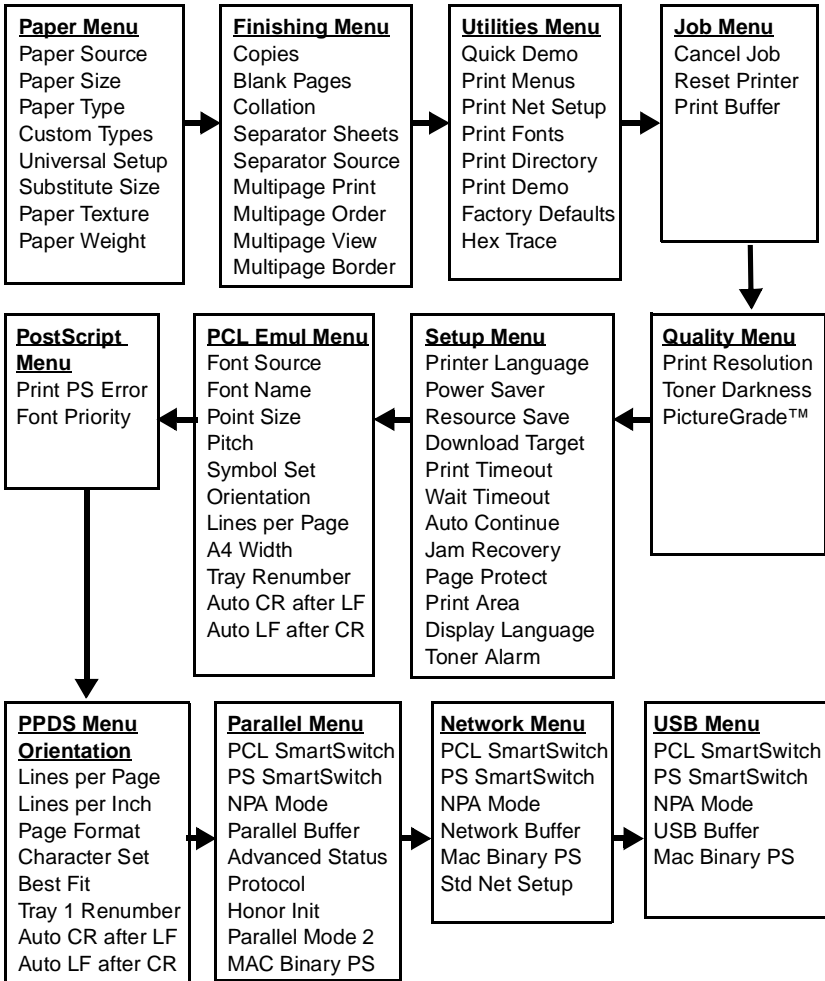 Paper Menu
Paper Source
Paper Size
Paper Type
Custom Types
Universal Setup
Substitute Size
Paper Texture
Paper Weight
Finishing Menu
Copies
Blank Pages
Collation
Separator Sheets
Separator Source
Multipage Print
Multipage Order
Multipage View
Multipage Border
Utilities Menu
Quick Demo
Print Menus
Print Net Setup
Print Fonts
Print Directory
Print Demo
Factory Defaults
Hex Trace
Job Menu
Cancel Job
Reset Printer
Print Buffer
Quality Menu
Print Resolution
Toner Darkness
PictureGrade™
Setup Menu
Printer Language
Power Saver
Resource Save
Download Target
Print Timeout
Wait Timeout
Auto Continue
Jam Recovery
Page Protect
Print Area
Display Language
Toner Alarm
PCL Emul Menu
Font Source
Font Name
Point Size
Pitch
Symbol Set
Orientation
Lines per Page
A4 Width
Tray Renumber
Auto CR after LF
Auto LF after CR
PostScript
Menu
Print PS Error
Font Priority
PPDS Menu
Orientation
Lines per Page
Lines per Inch
Page Format
Character Set
Best Fit
Tray 1 Renumber
Auto CR after LF
Auto LF after CR
Parallel Menu
PCL SmartSwitch
PS SmartSwitch
NPA Mode
Parallel Buffer
Advanced Status
Protocol
Honor Init
Parallel Mode 2
MAC Binary PS
Network Menu
PCL SmartSwitch
PS SmartSwitch
NPA Mode
Network Buffer
Mac Binary PS
Std Net Setup
USB Menu
PCL SmartSwitch
PS SmartSwitch
NPA Mode
USB Buffer
Mac Binary PS